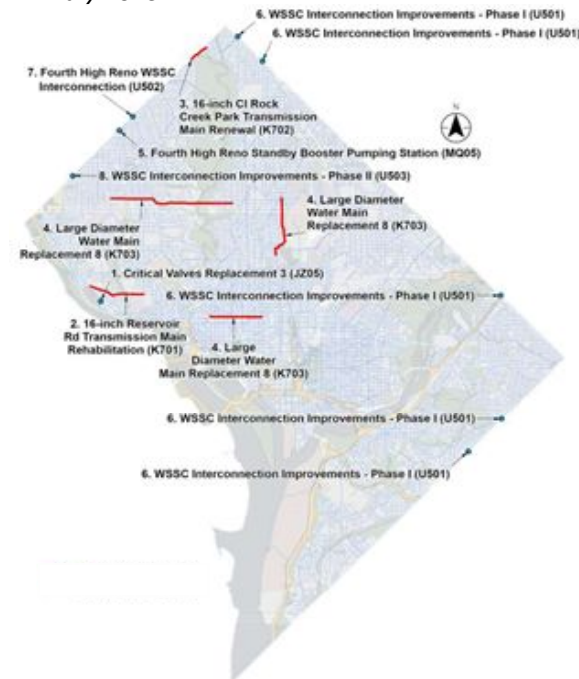 6. WSSC Interconnection Improvements - Phase I (U501)
6. WSSC Interconnection Improvements - Phase I (U501)
7. Fourth High Reno WSSC
Interconnection (U502)
3. 16-inch CI Rock
Creek Park Transmission
Main Renewal (K702)
N
5. Fourth High Reno Standby Booster Pumping Station (MQ05)
8. WSSC Interconnection Improvements - Phase II (U503)
4. Large Diameter
Water Main
Replacement 8 (K703)
4. Large Diameter
Water Main
Replacement 8 (K703)
1. Critical Valves Replacement 3 (JZ05)
6. WSSC Interconnection Improvements - Phase I (U501)
2. 16-inch Reservoir
Rd Transmission Main
Rehabilitation (K701)
4. Large
Diameter Water
Main Replacement 8 (K703)
6. WSSC Interconnection Improvements - Phase I (U501)
6. WSSC Interconnection Improvements - Phase I (U501)